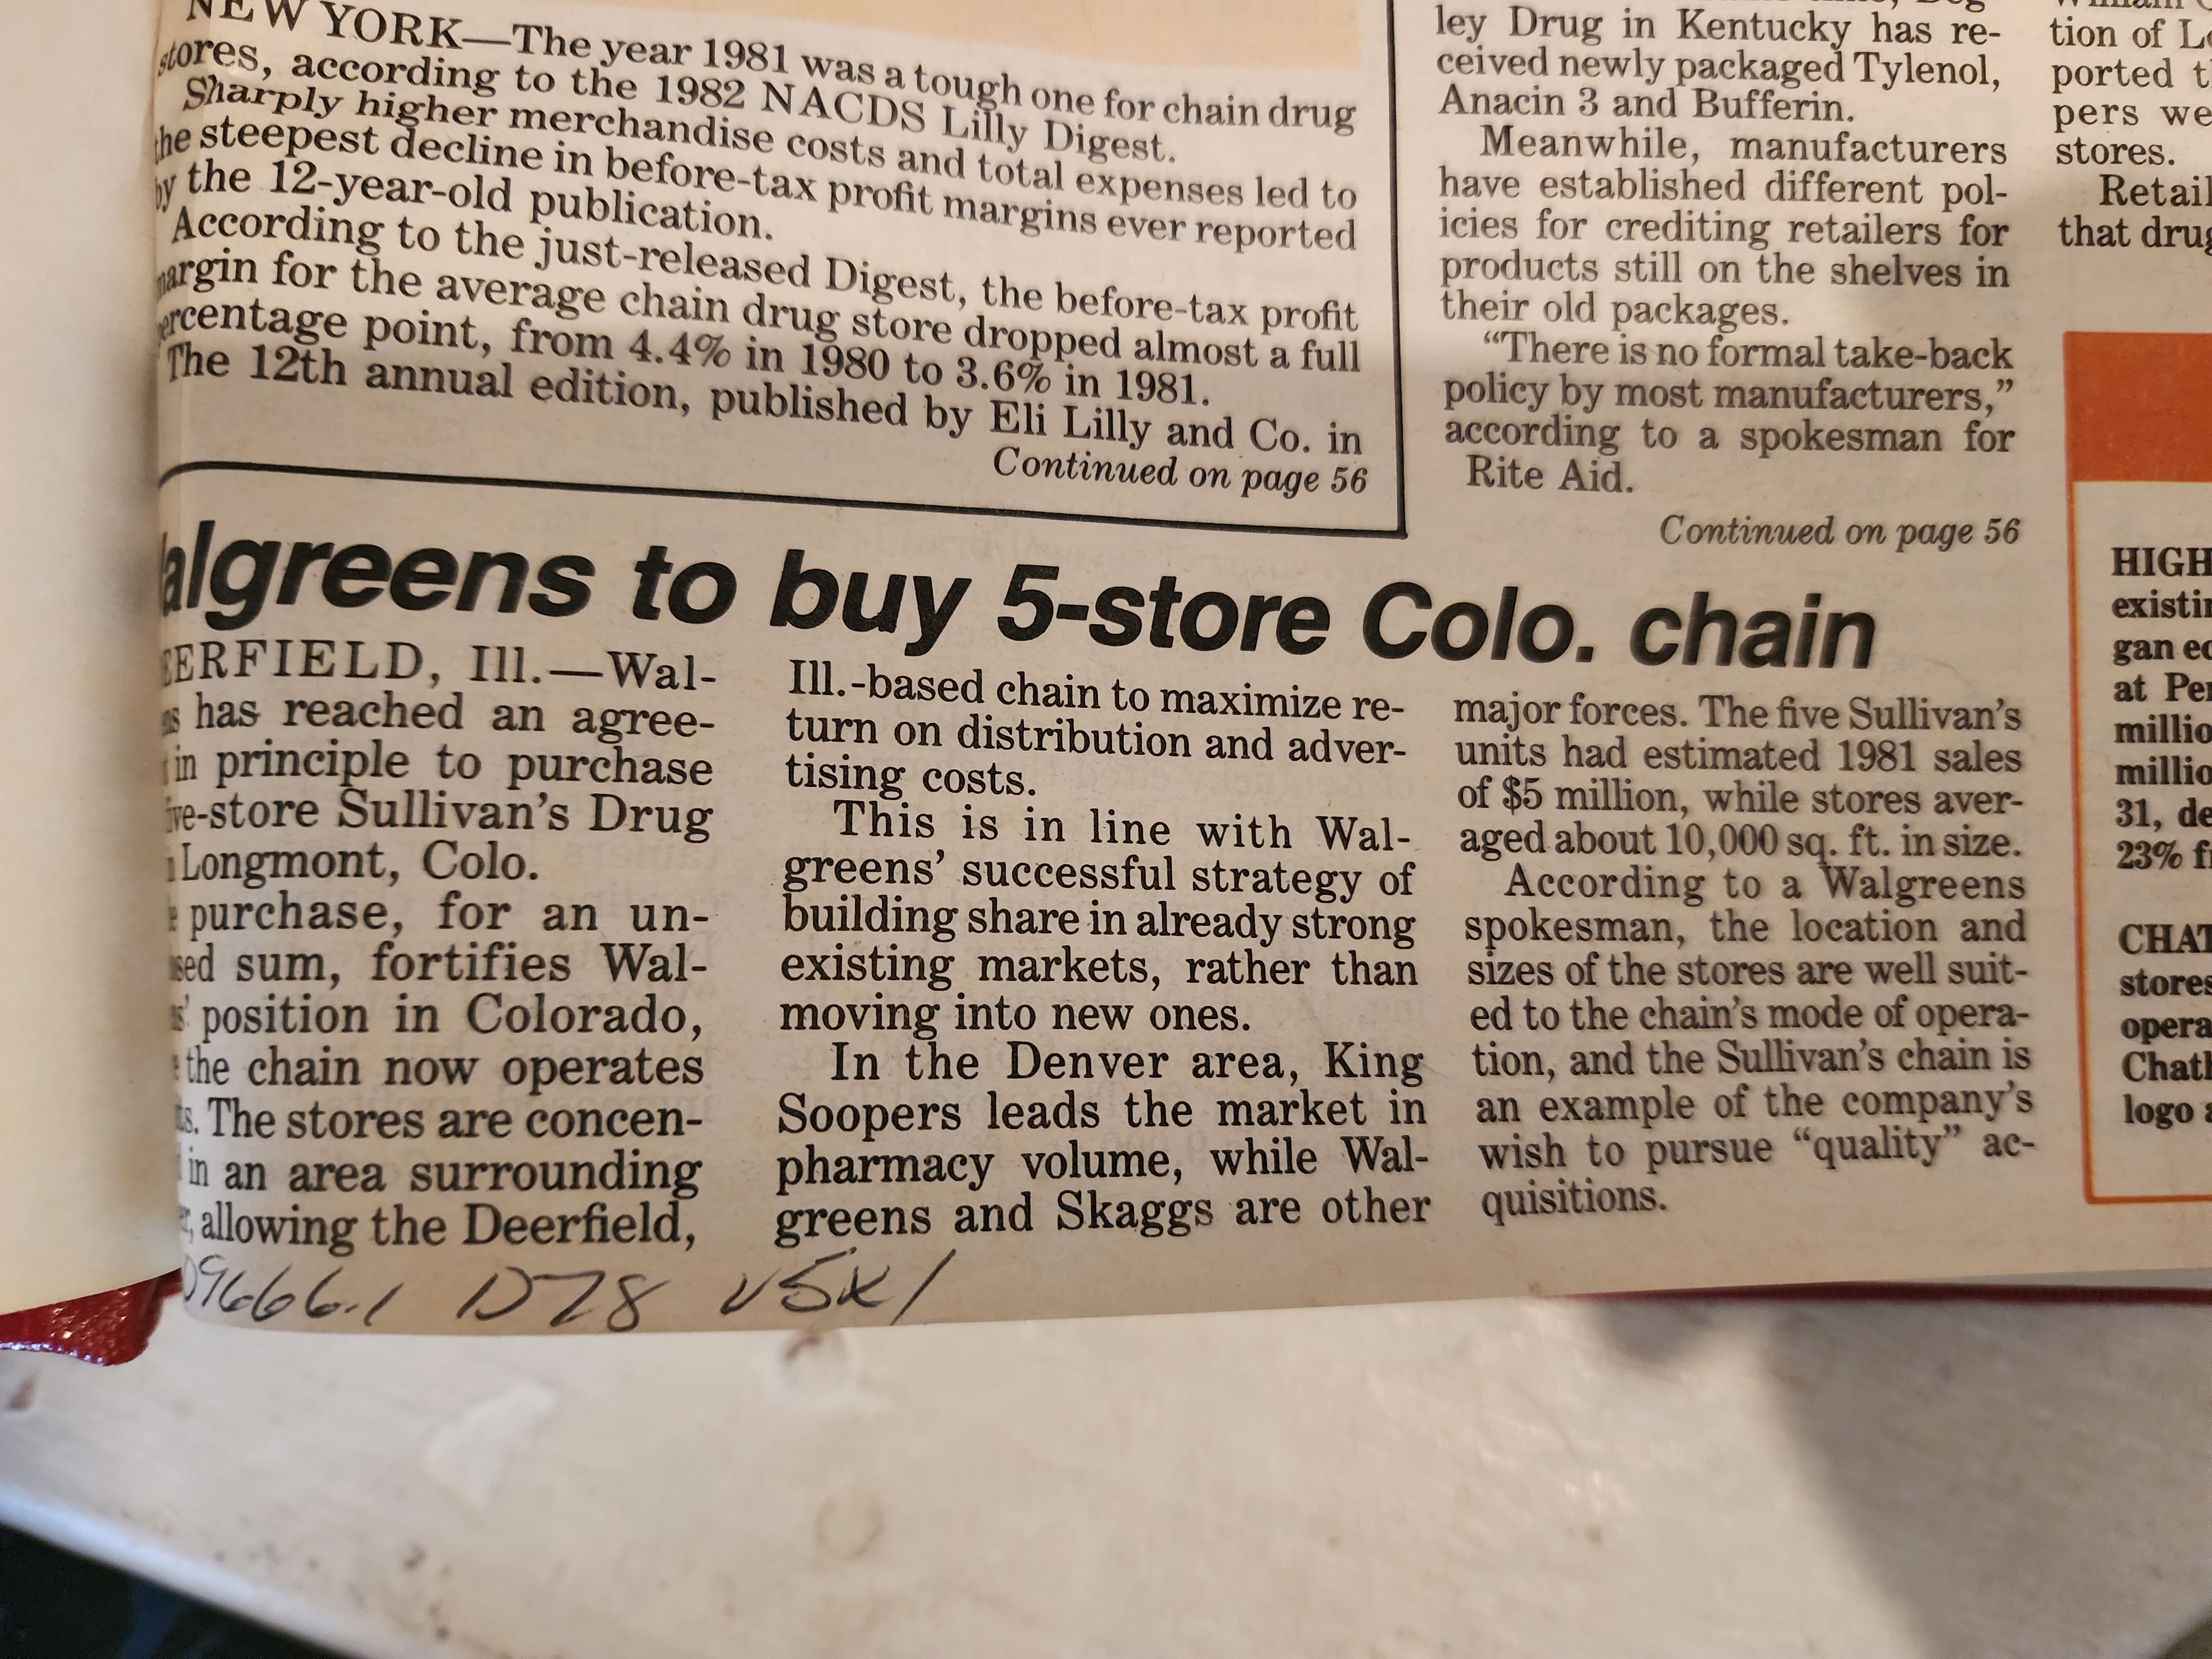 NEW YORK—The year 1981 was a tough one for chain drug
stores, according to the 1982 NACDS Lilly Digest.
Sharply higher merchandise costs and total expenses led to
the steepest decline in before-tax profit margins ever reported
by the 12-year-old publication.
According to the just-released Digest, the before-tax profit
margin for the average chain drug store dropped almost a full
percentage point, from 4.4% in 1980 to 3.6% in 1981.
The 12th annual edition, published by Eli Lilly and Co. in
Continued on page 56
ley Drug in Kentucky has re-
ceived newly packaged Tylenol,
Anacin 3 and Bufferin.
Meanwhile, manufacturers
have established different pol-
icies for crediting retailers for
products still on the shelves in
their old packages.
“There is no formal take-back
policy by most manufacturers,”
according to a spokesman for
Rite Aid.
Continued on page 56
tion of
ported
pers we
stores.
Retail
that drug
algreens to buy 5-store Colo. chain
EERFIELD, Ill.—Wal-
ns has reached an agree-
in principle to purchase
ive-store Sullivan’s Drug
Longmont, Colo.
purchase, for an un-
sed sum, fortifies Wal-
s’ position in Colorado,
the chain now operates
ts. The stores are concen-
in an area surrounding
r, allowing the Deerfield,
Ill.-based chain to maximize re-
turn on distribution and adver-
tising costs.
This is in line with Wal-
greens’ successful strategy of
building share in already strong
existing markets, rather than
moving into new ones.
In the Denver area, King
Soopers leads the market in
pharmacy volume, while Wal-
greens and Skaggs are other
major forces. The five Sullivan’s
units had estimated 1981 sales
of $5 million, while stores aver-
aged about 10,000 sq. ft. in size.
According to a Walgreens
spokesman, the location and
sizes of the stores are well suit-
ed to the chain’s mode of opera-
tion, and the Sullivan’s chain is
an example of the company’s
wish to pursue “quality” ac-
quisitions.
HIGH
existin
gan
at Per
millio
millio
31, de
23%
CHAT
stores
opera
Chath
logo
09666.1 D78 v5x1